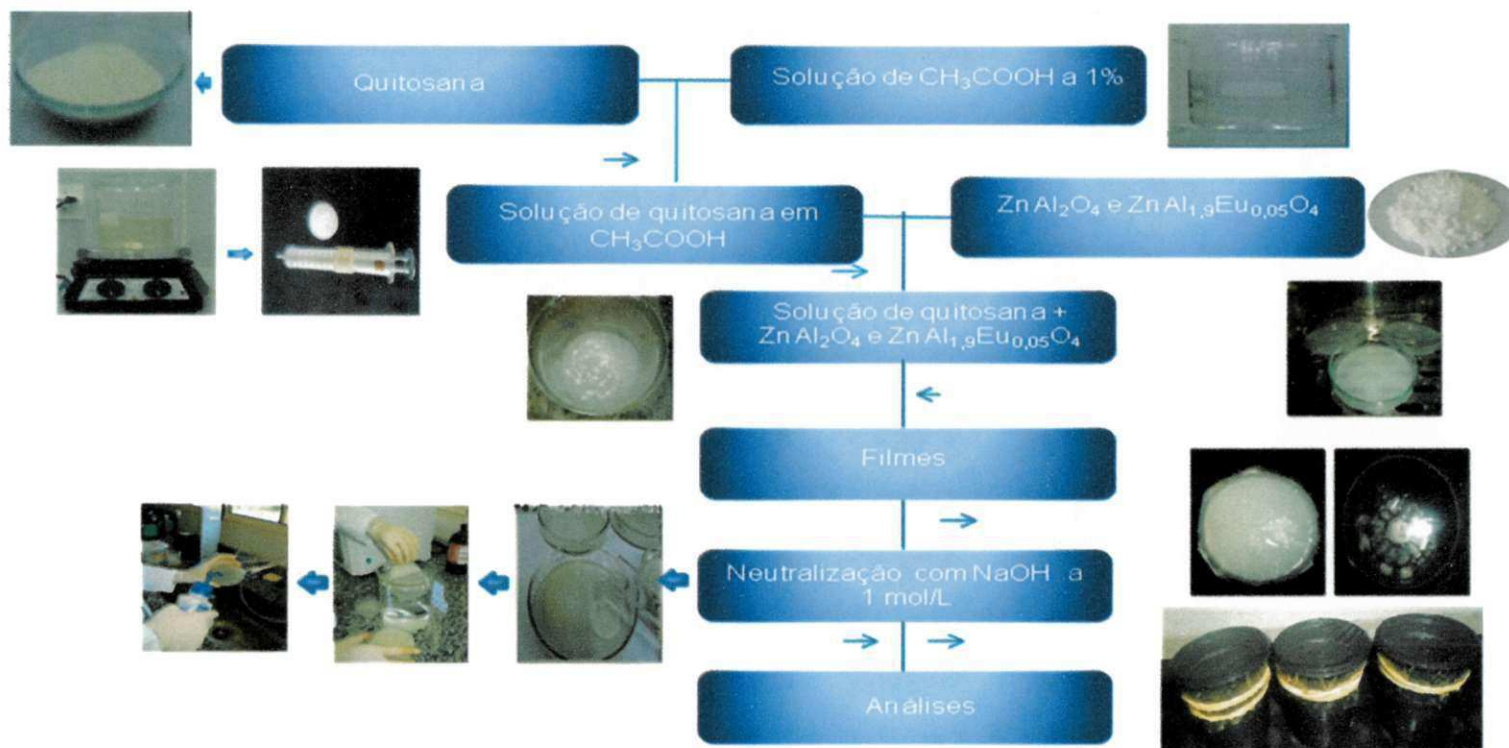 Quitosana
Solução de CH₃COOH a 1%
Solução de quitosana em
CH₃COOH
ZnAl₂O₄ e ZnAl₁,₉Eu₀,₀₅O₄
Solução de quitosana +
ZnAl₂O₄ e ZnAl₁,₉Eu₀,₀₅O₄
Filmes
Neutralização com NaOH a
1 mol/L
Análises